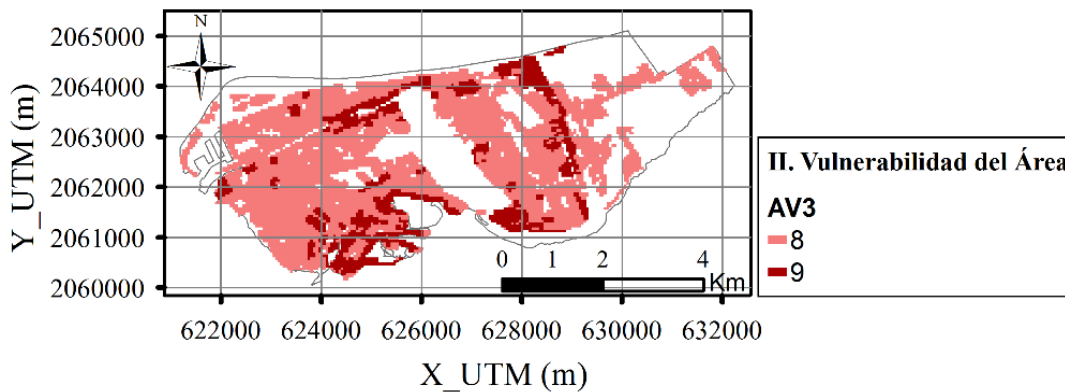 N
2065000
2064000
2063000
2062000
2061000
2060000
Y_UTM (m)
622000 624000 626000 628000 630000 632000
X_UTM (m)
0 1 2 4
Km
II. Vulnerabilidad del Área
AV3
8
9